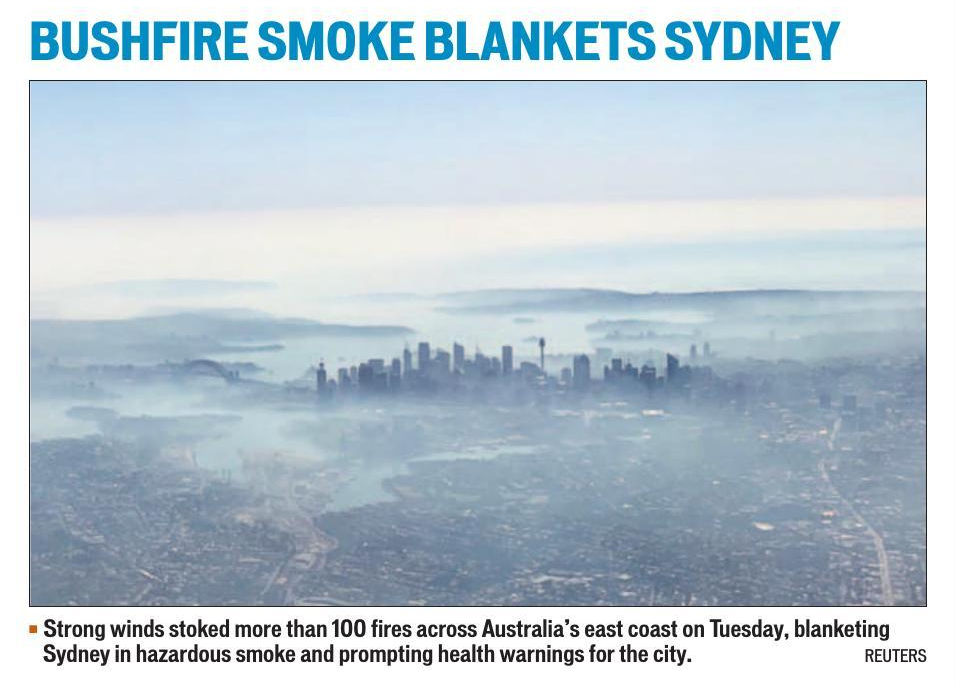 BUSHFIRE SMOKE BLANKETS SYDNEY
▪ Strong winds stoked more than 100 fires across Australia's east coast on Tuesday, blanketing
Sydney in hazardous smoke and prompting health warnings for the city.
REUTERS